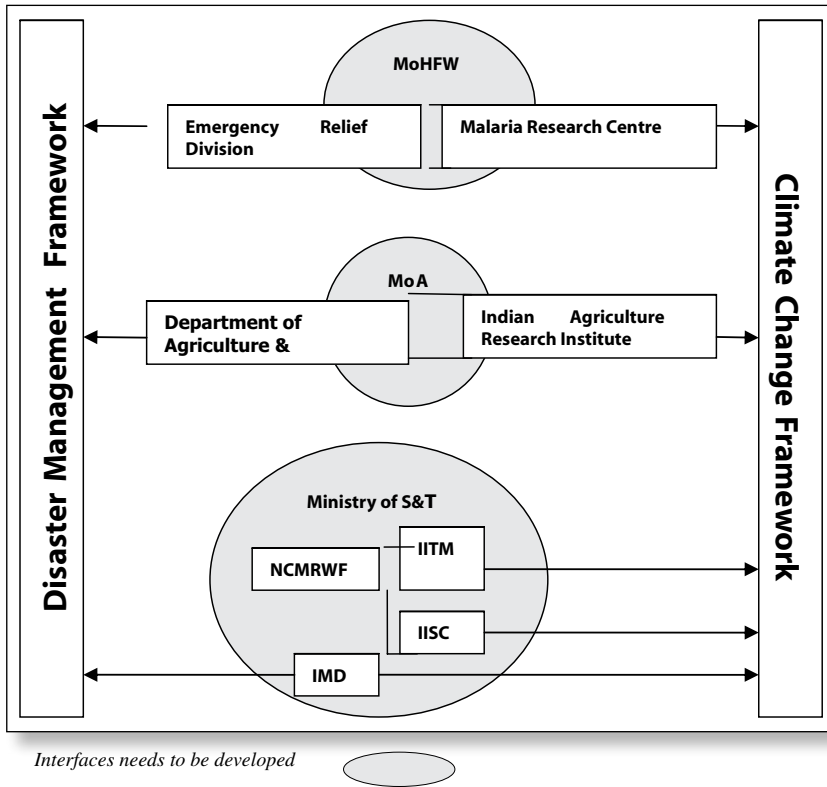 Disaster Management Framework
MoHFW
Emergency Relief
Division
Malaria Research Centre
MoA
Department of
Agriculture &
Indian Agriculture
Research Institute
Ministry of S&T
NCMRWF
IITM
IISC
IMD
Climate Change Framework
Interfaces needs to be developed